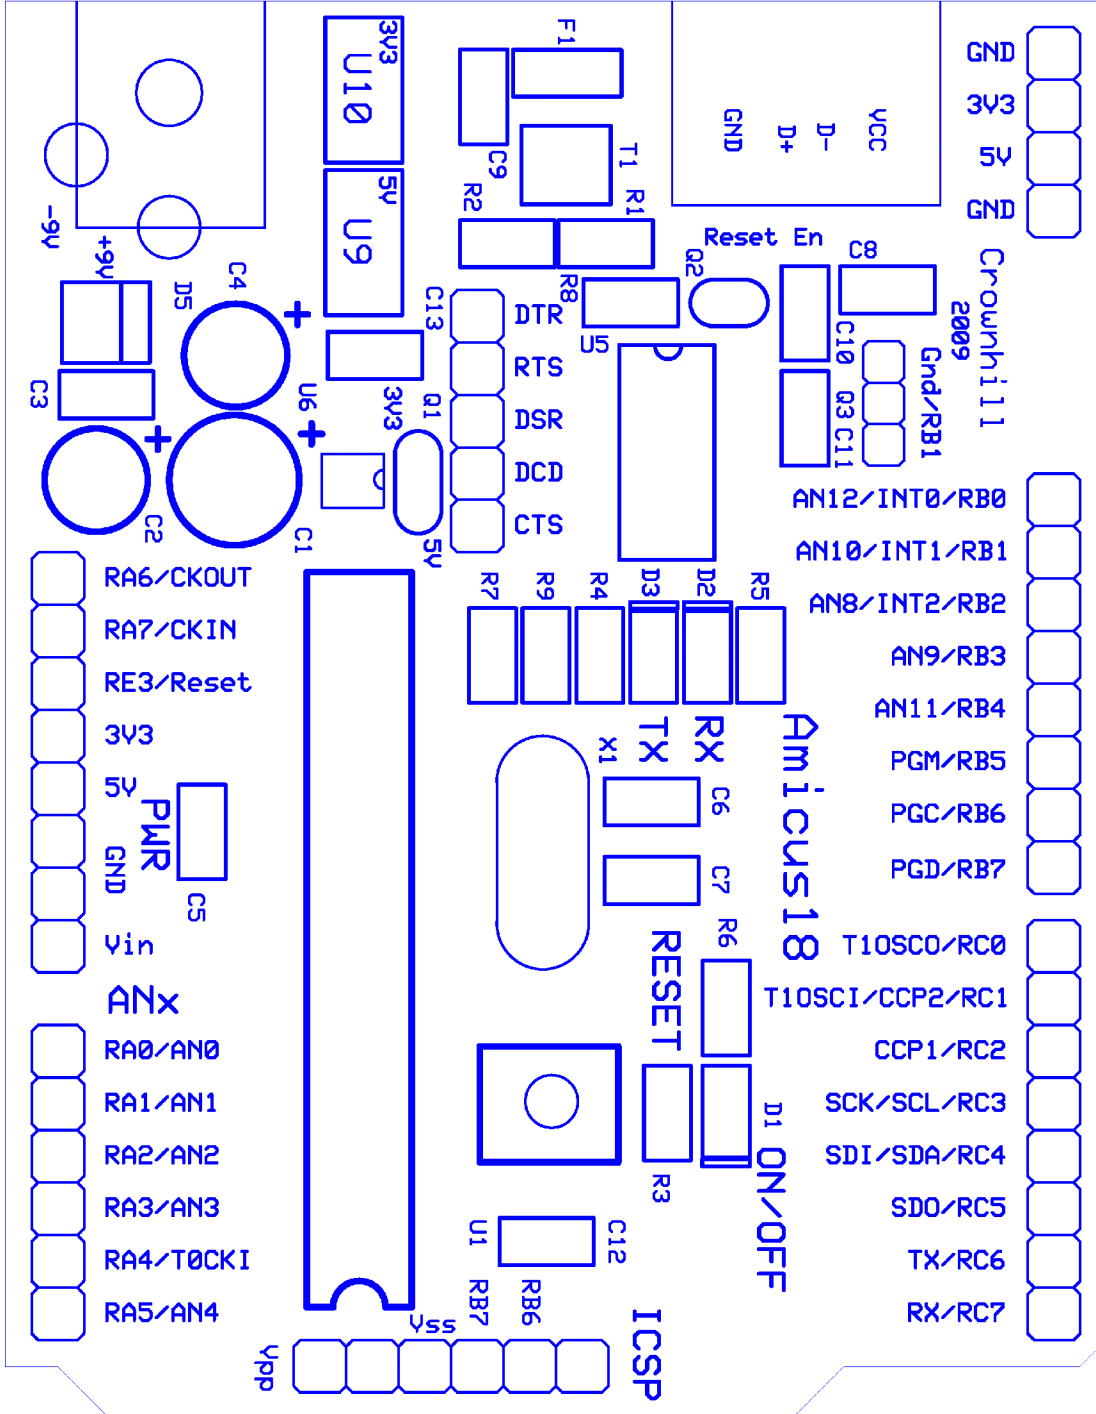 3V3
U10
F1
C9
T1
GND
D+
D-
VCC
GND
3V3
5V
GND
5V
U9
R2
R1
-9V
+9V
Reset En
C4
D5
C13
R8
Q2
C8
Crownhill
2009
DTR
U5
C10
Gnd/RB1
RTS
C3
U6
3V3
Q1
DSR
Q3
C11
DCD
C2
C1
5V
CTS
AN12/INT0/RB0
AN10/INT1/RB1
AN8/INT2/RB2
AN9/RB3
AN11/RB4
PGM/RB5
PGC/RB6
PGD/RB7
RA6/CKOUT
RA7/CKIN
RE3/Reset
3V3
5V
GND
Vin
PWR
C5
R7
R9
R4
D3
D2
R5
TX
RX
X1
C6
C7
Amicus18
R6
RESET
T1OSCO/RC0
T1OSCI/CCP2/RC1
CCP1/RC2
SCK/SCL/RC3
SDI/SDA/RC4
SDO/RC5
TX/RC6
RX/RC7
ANx
RA0/AN0
RA1/AN1
RA2/AN2
RA3/AN3
RA4/T0CKI
RA5/AN4
D1
ON/OFF
R3
U1
C12
RB7
RB6
Vss
Vpp
ICSP